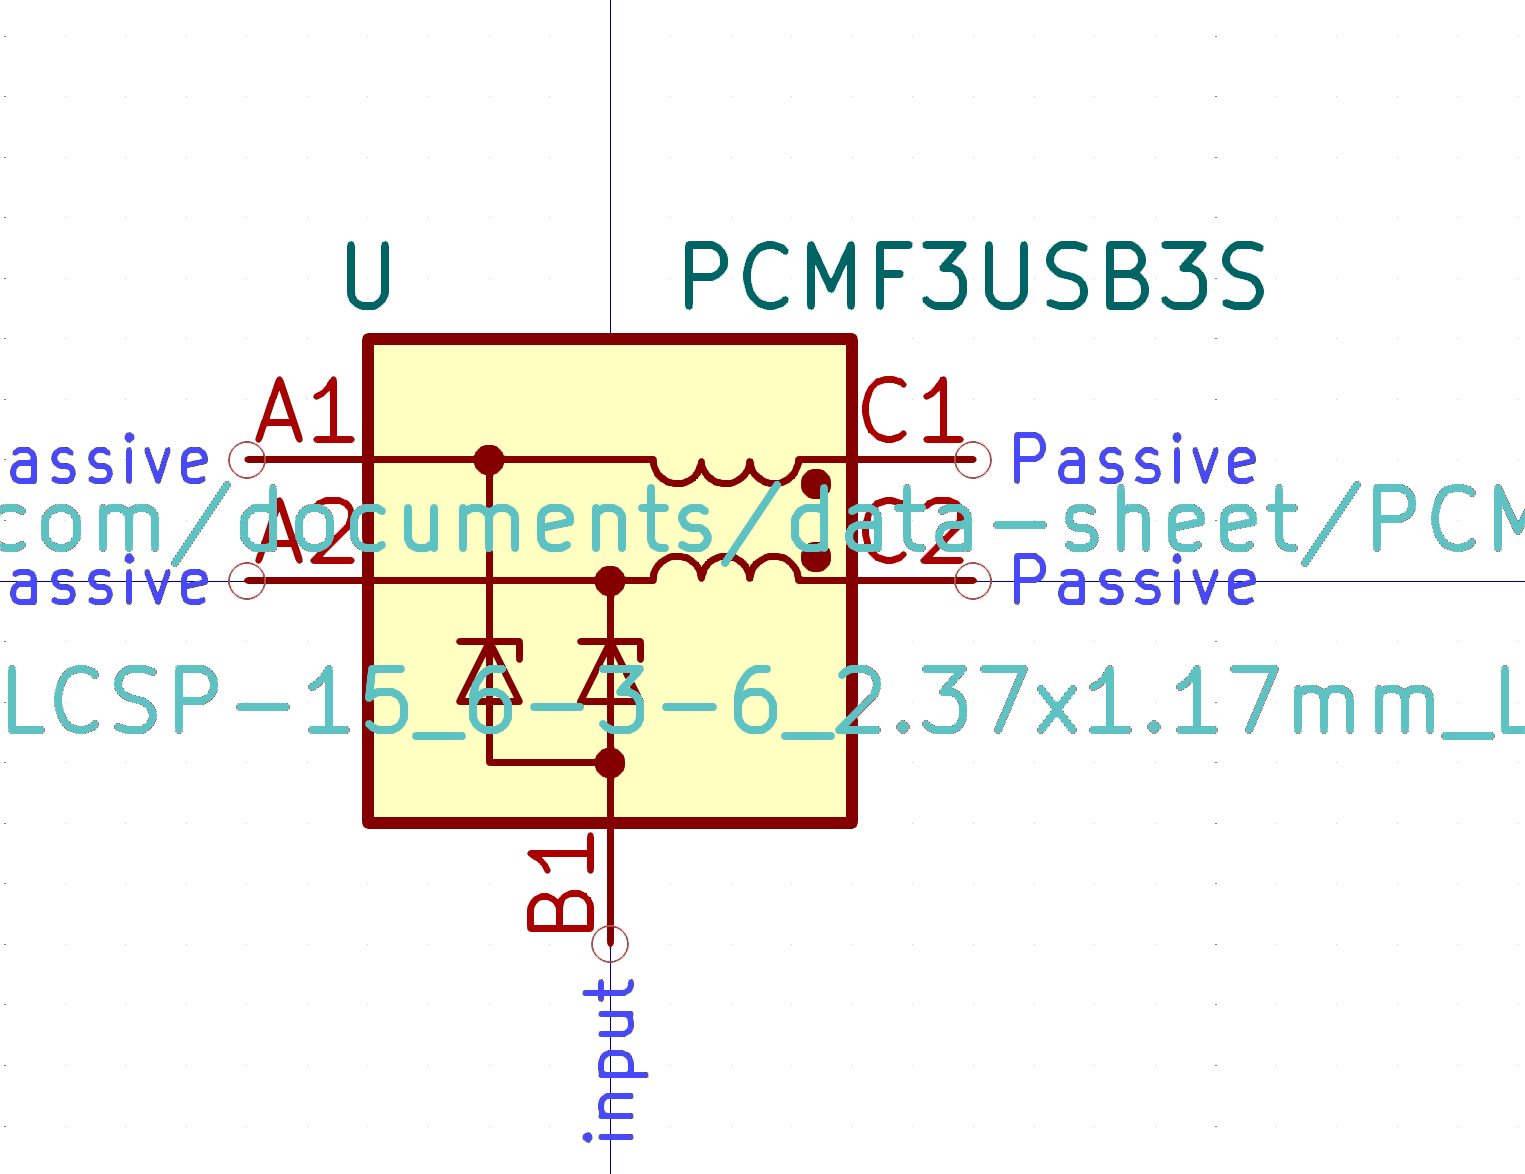 U PCMF3USB3S
A1 C1
assive Passive
com/documents/data-sheet/PCM
A2 C2
assive Passive
LCSP-15_6-3-6_2.37x1.17mm_L
B1
input